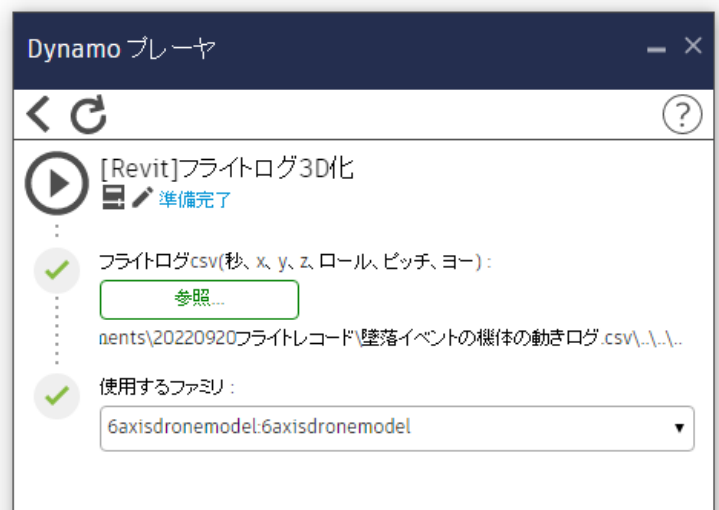 Dynamo プレーヤ
?
[Revit]フライトログ3D化
準備完了
フライトログcsv(秒、x、y、z、ロール、ピッチ、ヨー) :
参照...
nents\20220920フライトレコード\墜落イベントの機体の動きログ.csv\..\..\..
使用するファミリ :
6axisdronemodel:6axisdronemodel